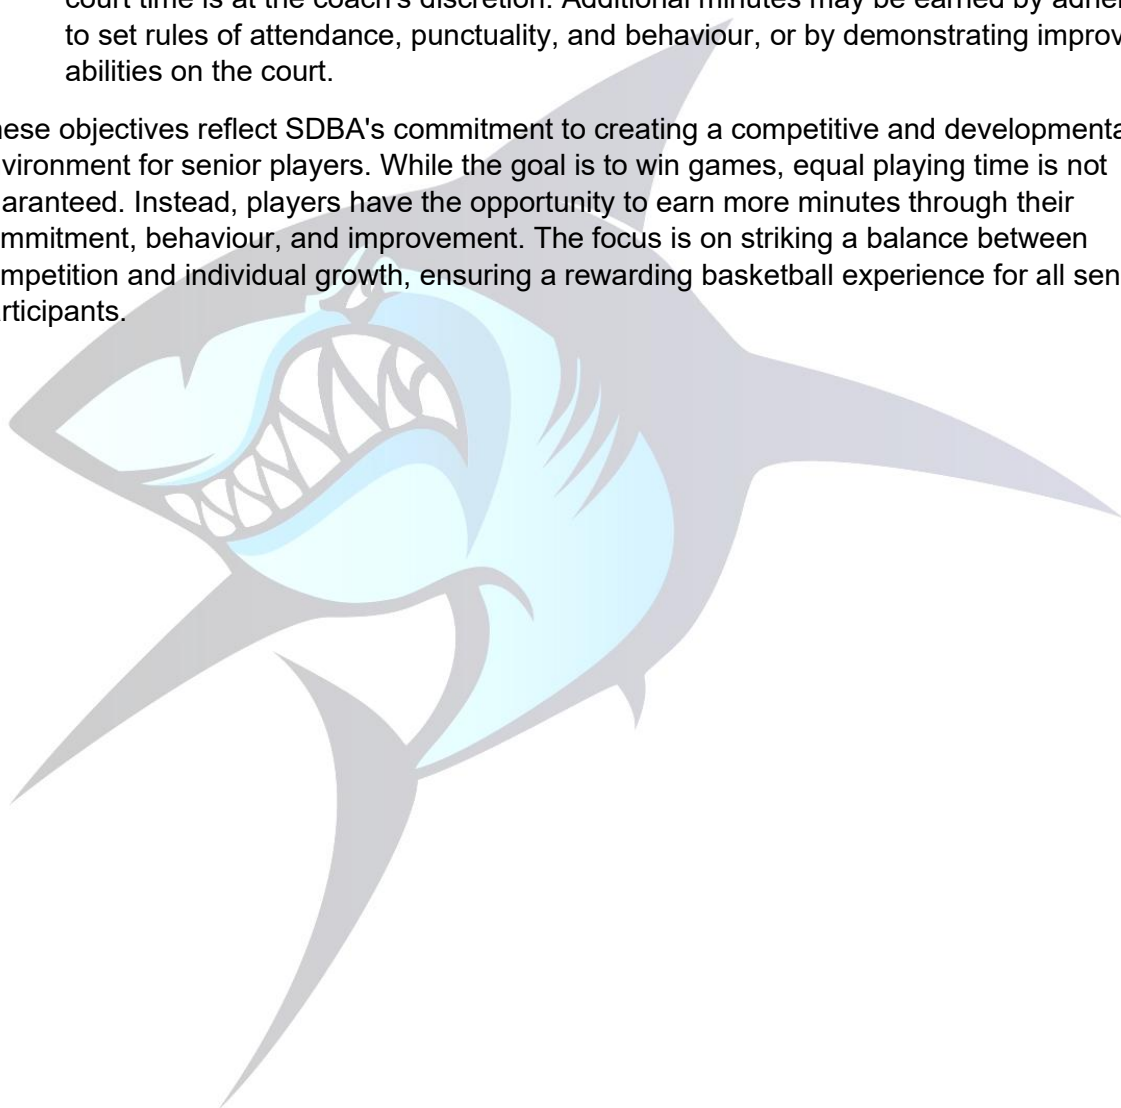 court time is at the coach's discretion. Additional minutes may be earned by
to set rules of attendance, punctuality, and behaviour, or by demonstrating
abilities on the court.
objectives reflect SDBA's commitment to creating a competitive and
for senior players. While the goal is to win games, equal playing time is not
Instead, players have the opportunity to earn more minutes through their
behaviour, and improvement. The focus is on striking a balance between
and individual growth, ensuring a rewarding basketball experience for all